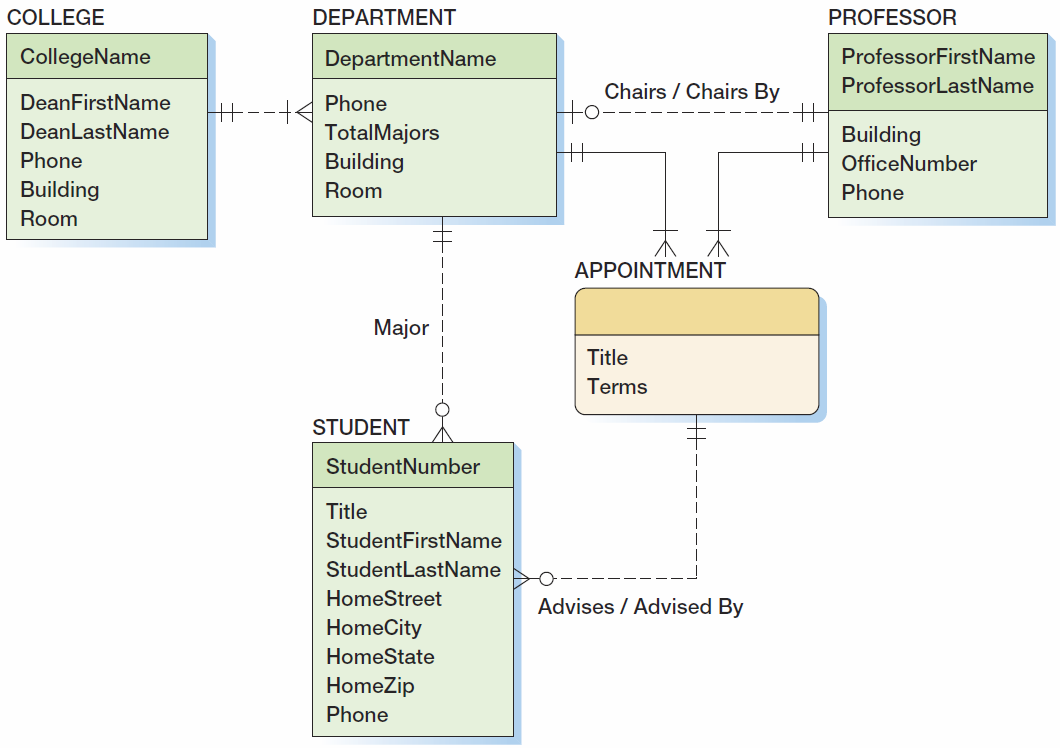 COLLEGE
CollegeName
DeanFirstName
DeanLastName
Phone
Building
Room
DEPARTMENT
DepartmentName
Phone
TotalMajors
Building
Room
Chairs / Chairs By
PROFESSOR
ProfessorFirstName
ProfessorLastName
Building
OfficeNumber
Phone
APPOINTMENT
Title
Terms
Major
STUDENT
StudentNumber
Title
StudentFirstName
StudentLastName
HomeStreet
HomeCity
HomeState
HomeZip
Phone
Advises / Advised By